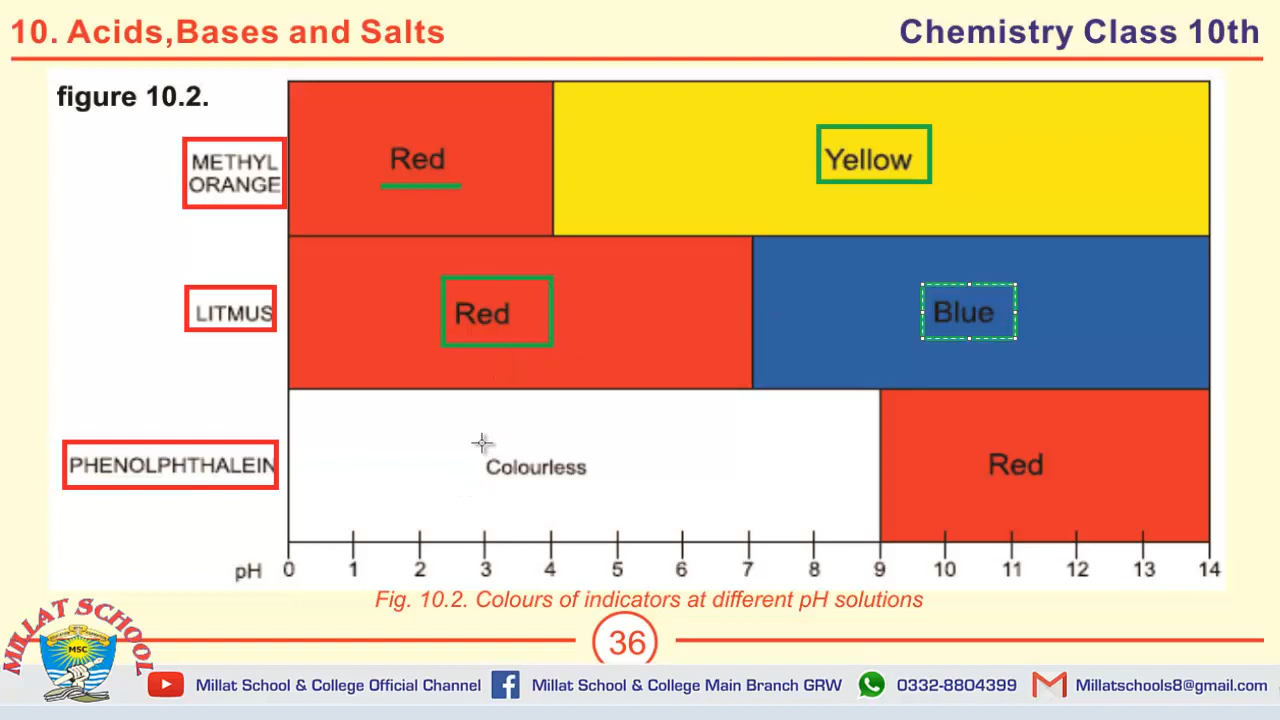 10. Acids,Bases and Salts
Chemistry Class 10th
figure 10.2.
METHYL
ORANGE
Red
Yellow
LITMUS
Red
Blue
PHENOLPHTHALEIN
Colourless
Red
pH 0 1 2 3 4 5 6 7 8 9 10 11 12 13 14
Fig. 10.2. Colours of indicators at different pH solutions
36
MILLAT SCHOOL
MSC
Millat School & College Official Channel
Millat School & College Main Branch GRW
0332-8804399
Millatschools8@gmail.com